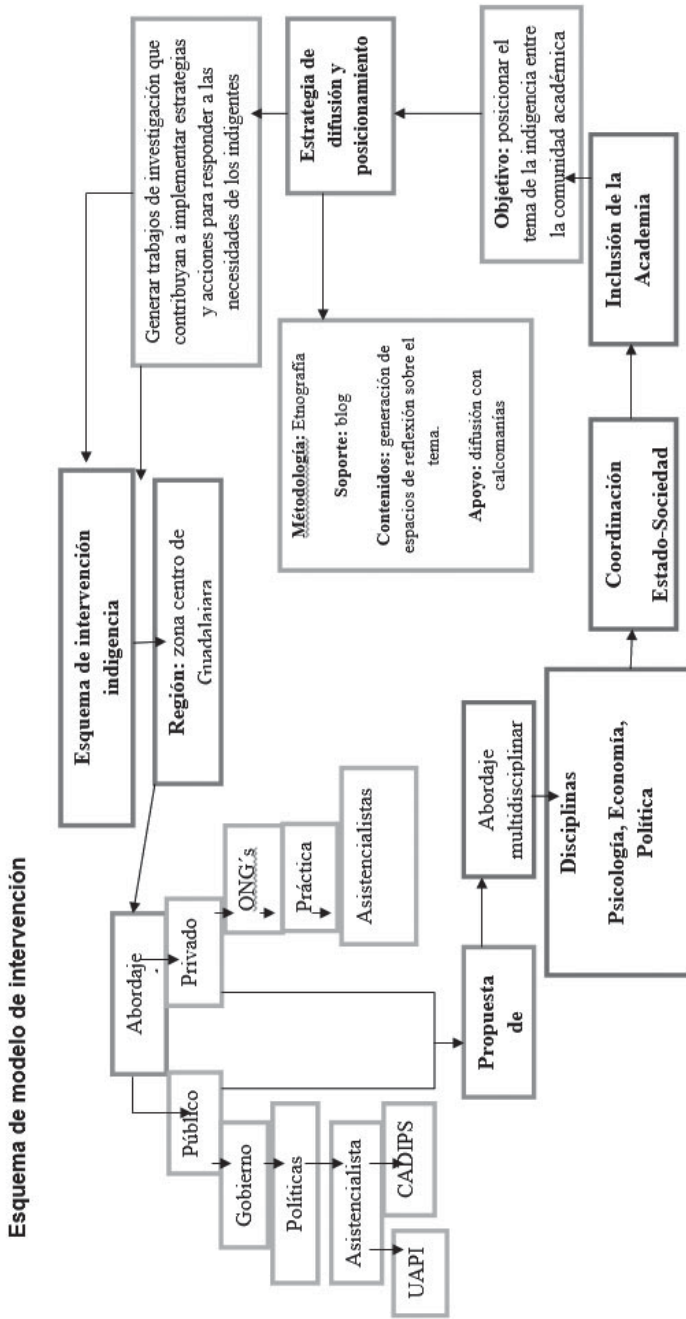 Esquema de modelo de intervención
Esquema de intervención
indigencia
Región: zona centro de
Guadalajara
Abordaje
Público
Gobierno
Políticas
Asistencialista
UAPI
CADIPS
Privado
ONG´s
Práctica
Asistencialistas
Propuesta
de
Abordaje
multidisciplinar
Disciplinas
Psicología, Economía,
Política
Coordinación
Estado-Sociedad
Inclusión de la
Academia
Objetivo: posicionar el
tema de la indigencia entre
la comunidad académica
Estrategia de
difusión y
posicionamiento
Métodología: Etnografía
Soporte: blog
Contenidos: generación de
espacios de reflexión sobre el
tema.
Apoyo: difusión con
calcomanías
Generar trabajos de investigación que
contribuyan a implementar estrategias
y acciones para responder a las
necesidades de los indigentes